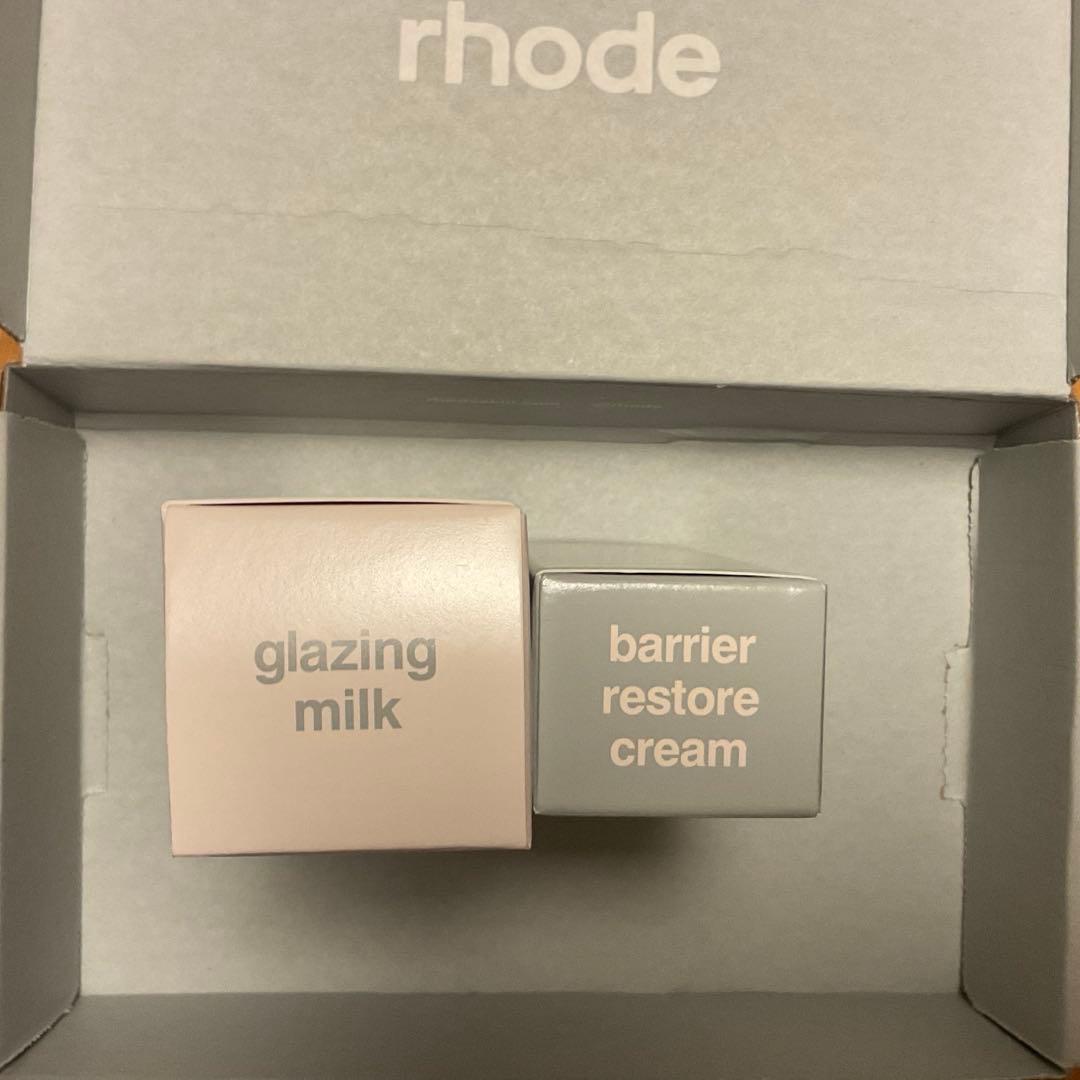 rhode
glazing
milk
barrier
restore
cream